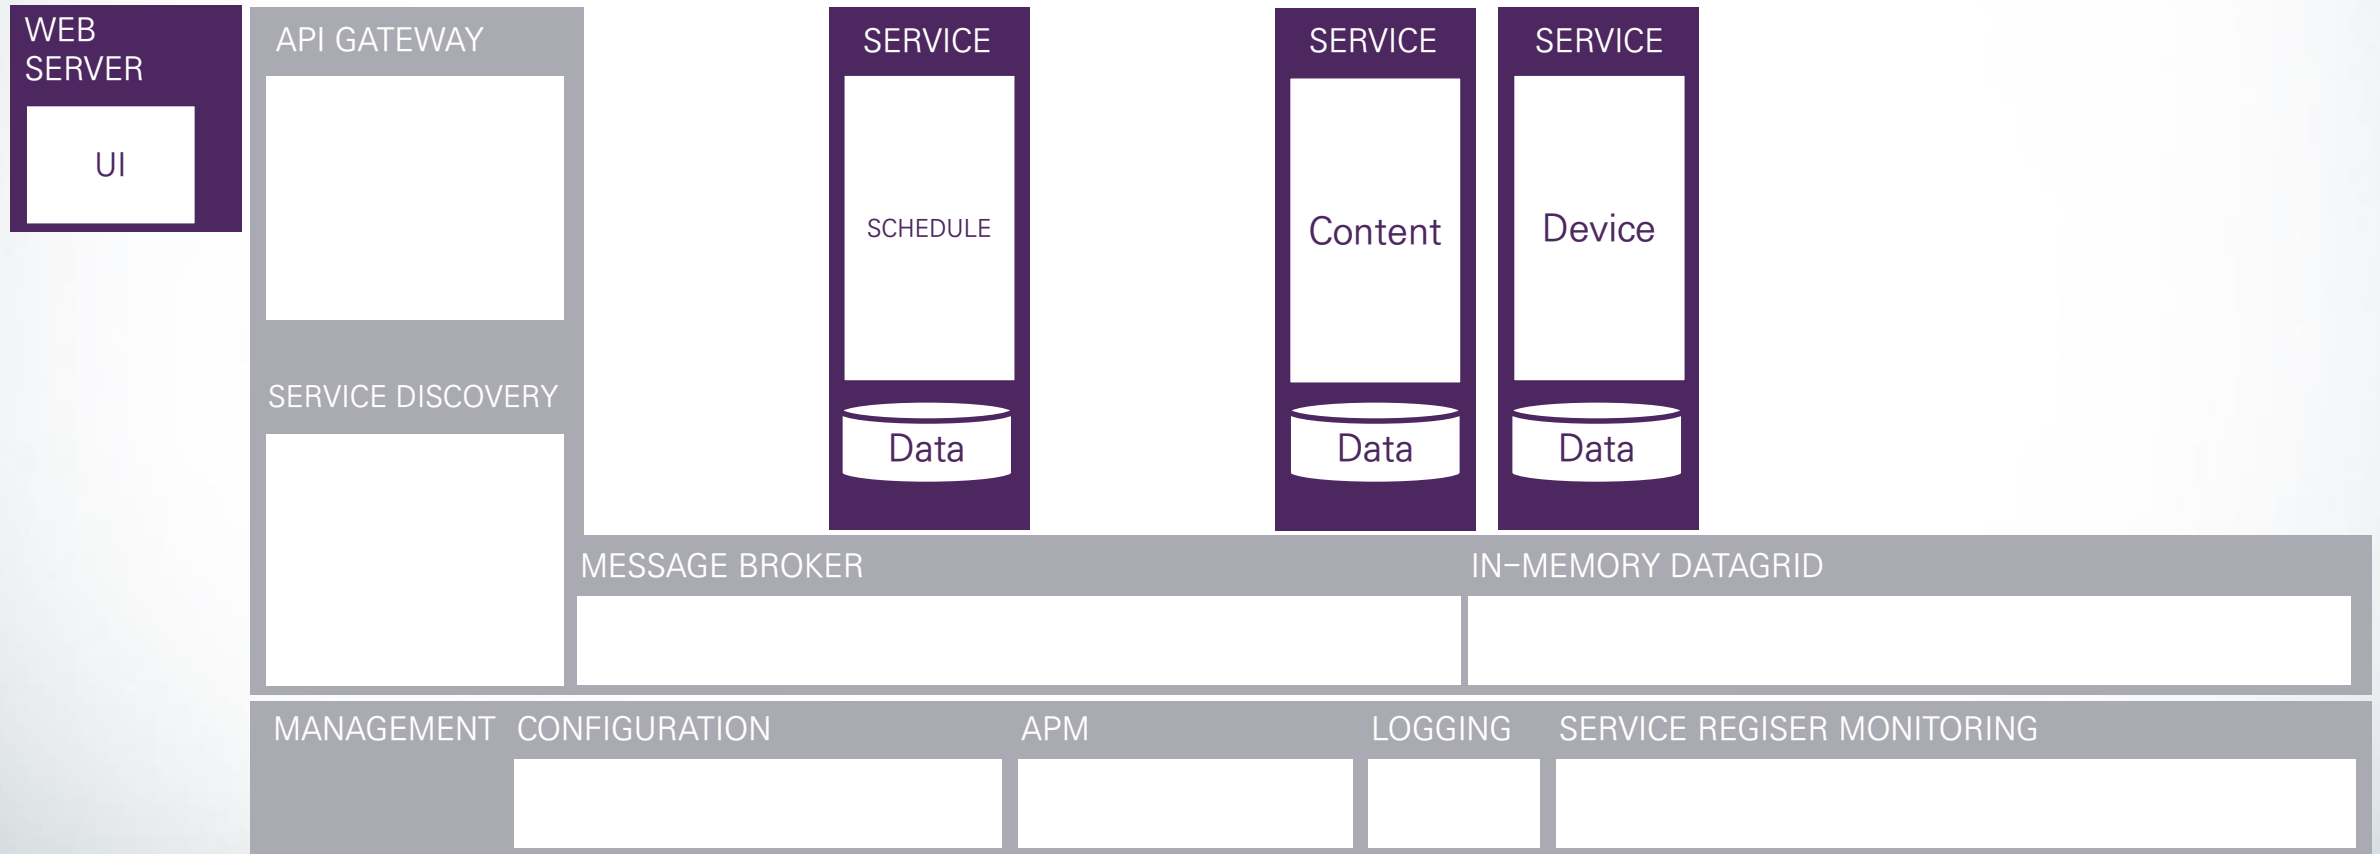 WEB
SERVER
UI
API GATEWAY
SERVICE DISCOVERY
SERVICE
SCHEDULE
Data
SERVICE
Content
Data
SERVICE
Device
Data
MESSAGE BROKER
IN-MEMORY DATAGRID
MANAGEMENT
CONFIGURATION
APM
LOGGING
SERVICE REGISER MONITORING